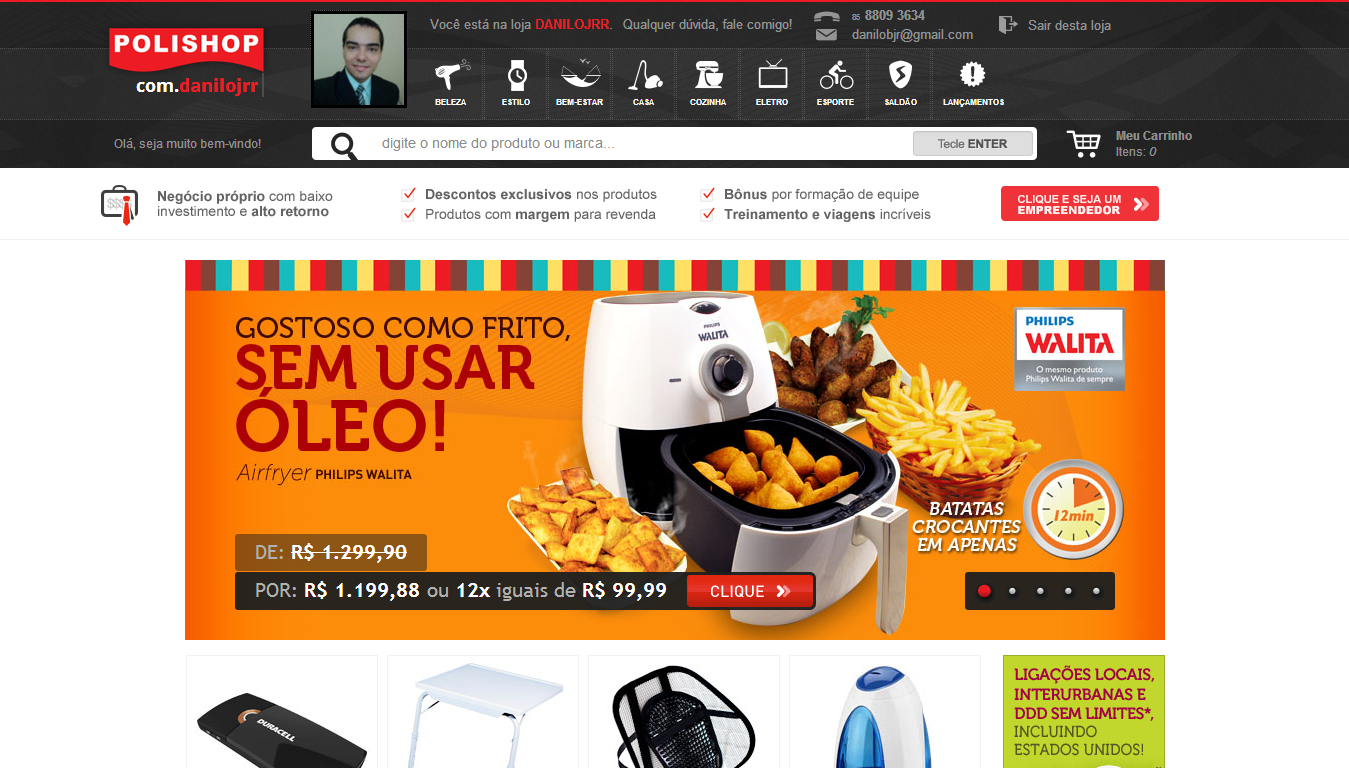 POLISHOP
com.danilojrr
Você está na loja DANILOJRR. Qualquer dúvida, fale comigo!
85 8809 3634
danilobjr@gmail.com
Sair desta loja
BELEZA
ESTILO
BEM-ESTAR
CASA
COZINHA
ELETRO
ESPORTE
SALDÃO
LANÇAMENTOS
Olá, seja muito bem-vindo!
digite o nome do produto ou marca...
Tecle ENTER
Meu Carrinho
Itens: 0
$$$
Negócio próprio com baixo
investimento e alto retorno
Descontos exclusivos nos produtos
Produtos com margem para revenda
Bônus por formação de equipe
Treinamento e viagens incríveis
CLIQUE E SEJA UM
EMPREENDEDOR
GOSTOSO COMO FRITO,
SEM USAR
ÓLEO!
Airfryer PHILIPS WALITA
PHILIPS
WALITA
PHILIPS
WALITA
O mesmo produto
Philips Walita de sempre
BATATAS
CROCANTES
EM APENAS
12min
DE: R$ 1.299,90
POR: R$ 1.199,88 ou 12x iguais de R$ 99,99
CLIQUE
DURACELL
LIGAÇÕES LOCAIS,
INTERURBANAS E
DDD SEM LIMITES*,
INCLUINDO
ESTADOS UNIDOS!